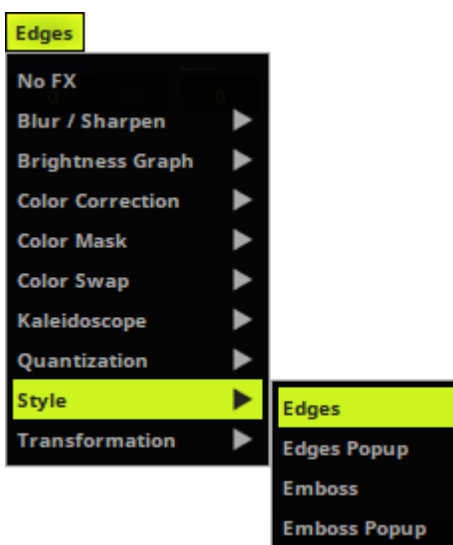 Edges
No FX
Blur / Sharpen
Brightness Graph
Color Correction
Color Mask
Color Swap
Kaleidoscope
Quantization
Style
Transformation
Edges
Edges Popup
Emboss
Emboss Popup